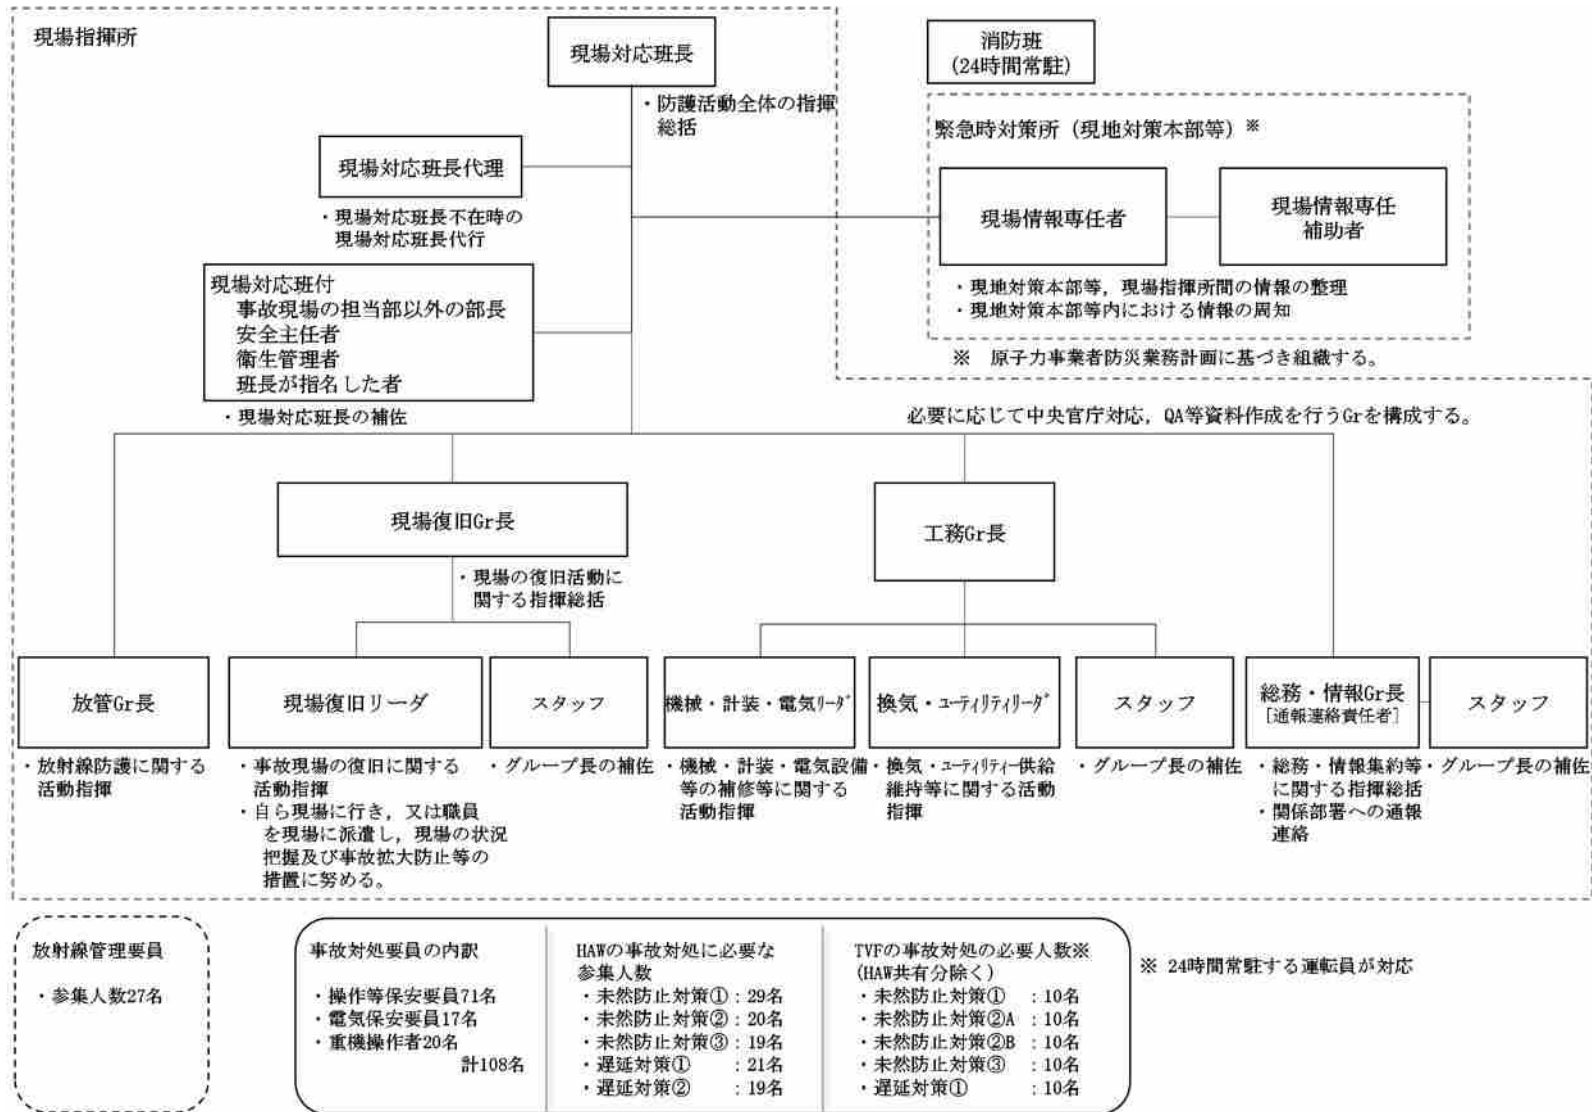 現場指揮所
現場対応班長
・防護活動全体の指揮
総括
消防班
(24時間常駐)
現場対応班長代理
・現場対応班長不在時の
現場対応班長代行
緊急時対策所（現地対策本部等）※
現場情報専任者
現場情報専任
補助者
・現地対策本部等，現場指揮所間の情報の整理
・現地対策本部等内における情報の周知
※　原子力事業者防災業務計画に基づき組織する。
現場対応班付
事故現場の担当部以外の部長
安全主任者
衛生管理者
班長が指名した者
・現場対応班長の補佐
必要に応じて中央官庁対応，QA等資料作成を行うGrを構成する。
現場復旧Gr長
・現場の復旧活動に
関する指揮総括
工務Gr長
放管Gr長
・放射線防護に関する
活動指揮
現場復旧リーダ
・事故現場の復旧に関する
活動指揮
・自ら現場に行き，又は職員
を現場に派遣し，現場の状況
把握及び事故拡大防止等の
措置に努める。
スタッフ
・グループ長の補佐
機械・計装・電気ﾘｰﾀﾞ
・機械・計装・電気設備
等の補修等に関する
活動指揮
換気・ﾕｰﾃｨﾘﾃｨﾘｰﾀﾞ
・換気・ﾕｰﾃｨﾘﾃｨｰ供給
維持等に関する活動
指揮
スタッフ
・グループ長の補佐
総務・情報Gr長
［通報連絡責任者］
・総務・情報集約等
に関する指揮総括
・関係部署への通報
連絡
スタッフ
・グループ長の補佐
放射線管理要員
・参集人数27名
事故対処要員の内訳
・操作等保安要員71名
・電気保安要員17名
・重機操作者20名
計108名
HAWの事故対処に必要な
参集人数
・未然防止対策①：29名
・未然防止対策②：20名
・未然防止対策③：19名
・遅延対策①　　：21名
・遅延対策②　　：19名
TVFの事故対処の必要人数※
(HAW共有分除く)
・未然防止対策①　：10名
・未然防止対策②A　：10名
・未然防止対策②B　：10名
・未然防止対策③　：10名
・遅延対策①　　　：10名
※ 24時間常駐する運転員が対応